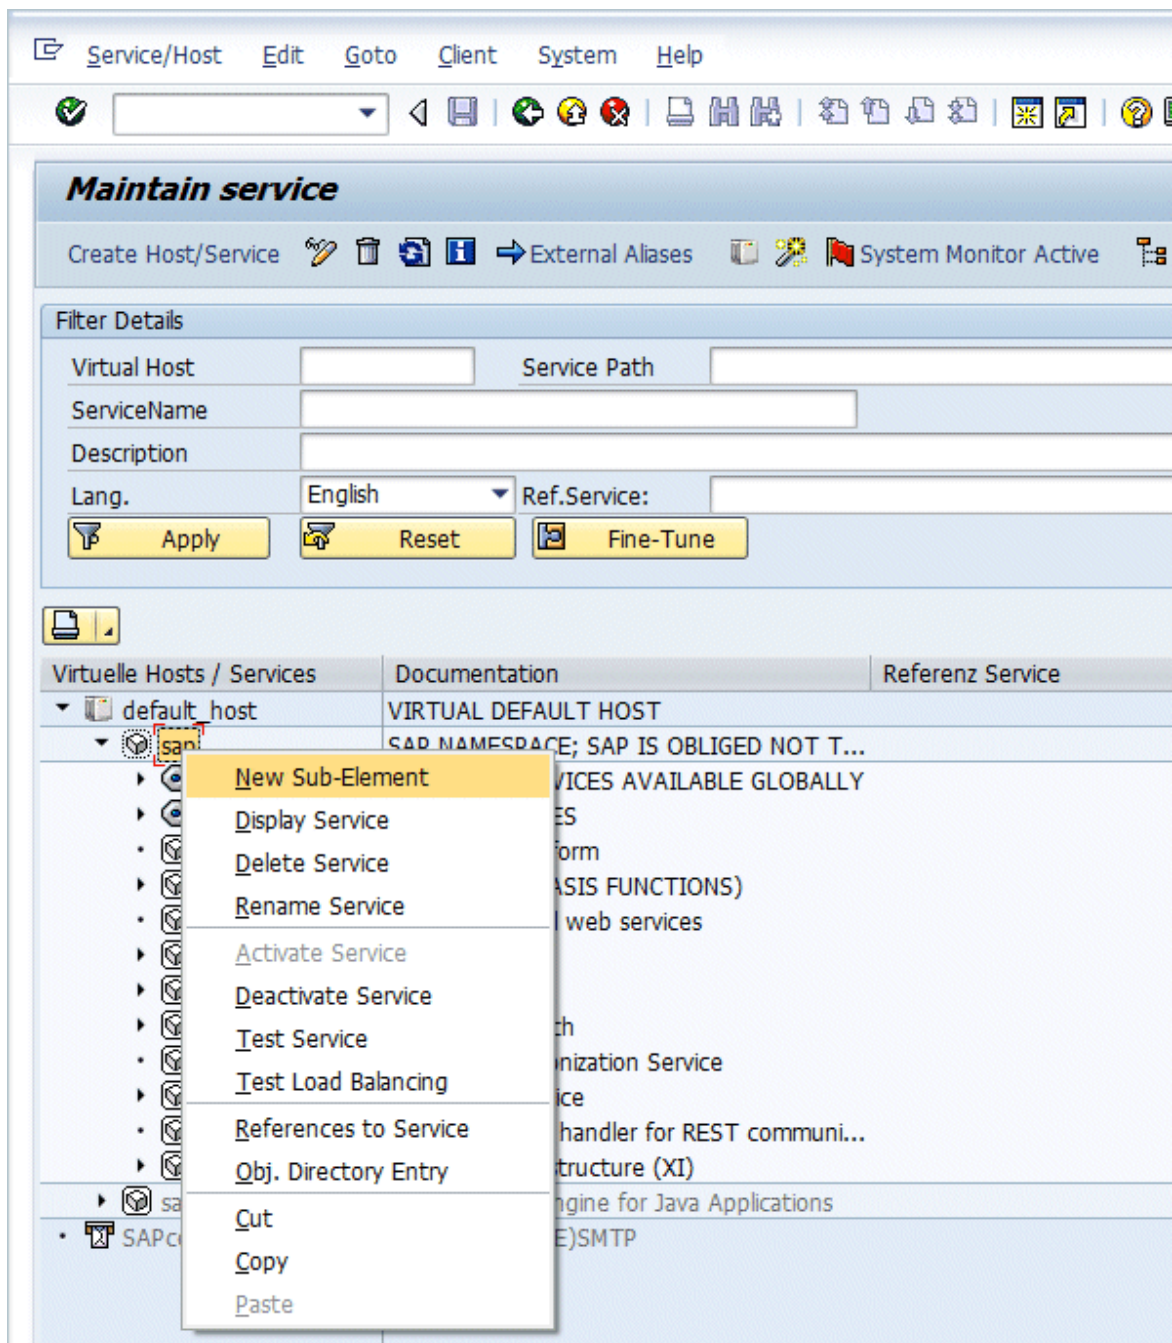 Service/Host Edit Goto Client System Help
Maintain service
Create Host/Service External Aliases System Monitor Active
Filter Details
Virtual Host Service Path
ServiceName
Description
Lang. English Ref.Service:
Apply Reset Fine-Tune
Virtuelle Hosts / Services Documentation Referenz Service
default_host VIRTUAL DEFAULT HOST
sap SAP NAMESPACE; SAP IS OBLIGED NOT T...
New Sub-Element VICES AVAILABLE GLOBALLY
Display Service ES
form
Delete Service
ASIS FUNCTIONS)
Rename Service
web services
Activate Service
Deactivate Service
th
Test Service
onization Service
Test Load Balancing
ice
References to Service handler for REST communi...
Obj. Directory Entry tructure (XI)
sa ngine for Java Applications
Cut
SAPc E)SMTP
Copy
Paste